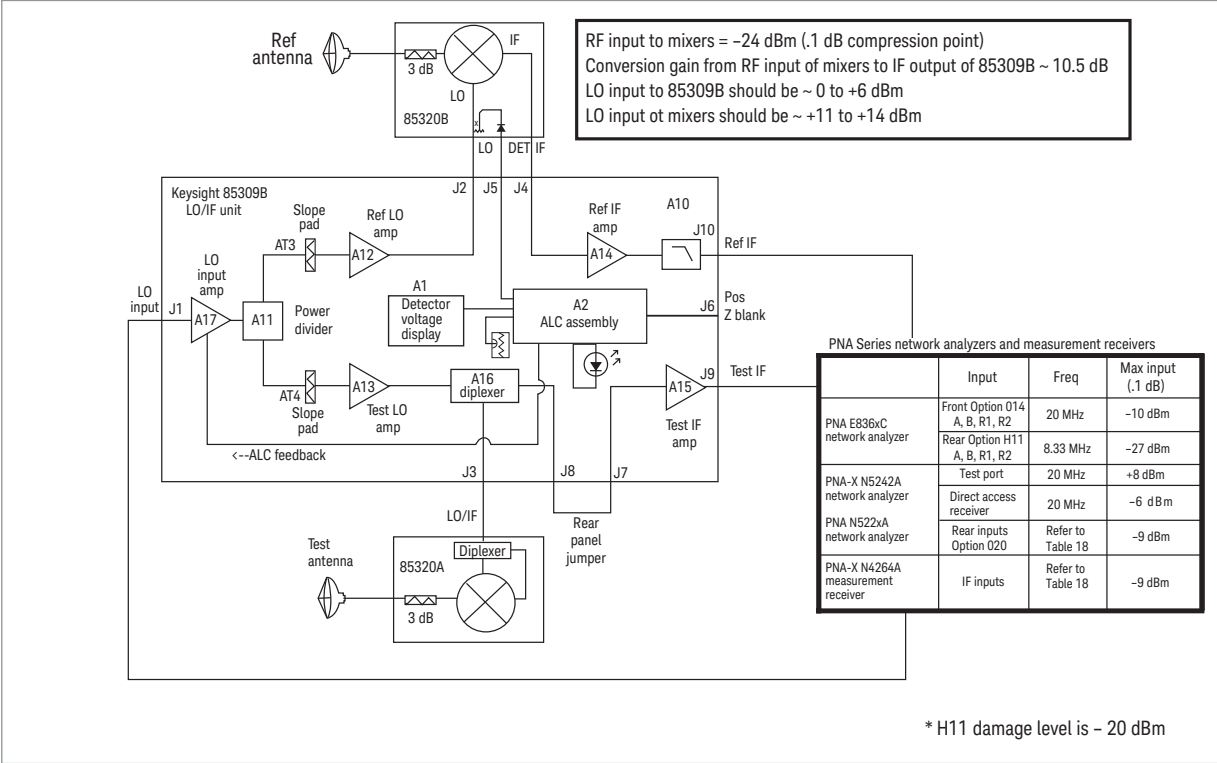 Ref
antenna
3 dB
IF
LO
85320B
x
LO
DET
IF
RF input to mixers = –24 dBm (.1 dB compression point)
Conversion gain from RF input of mixers to IF output of 85309B ~ 10.5 dB
LO input to 85309B should be ~ 0 to +6 dBm
LO input ot mixers should be ~ +11 to +14 dBm
Keysight 85309B
LO/IF unit
J2
J5
J4
Slope
pad
AT3
Ref LO
amp
A12
Ref IF
amp
A14
A10
J10
Ref IF
LO
input
amp
LO
input
J1
A17
A11
Power
divider
A1
Detector
voltage
display
A2
ALC assembly
J6
Pos
Z blank
AT4
Slope
pad
A13
Test LO
amp
A16
diplexer
J9
Test IF
A15
Test IF
amp
<--ALC feedback
J3
J8
J7
LO/IF
Rear
panel
jumper
Test
antenna
85320A
Diplexer
3 dB
PNA Series network analyzers and measurement receivers
Input
Freq
Max input
(.1 dB)
PNA E836xC
network analyzer
Front Option 014
A, B, R1, R2
20 MHz
–10 dBm
Rear Option H11
A, B, R1, R2
8.33 MHz
–27 dBm
PNA-X N5242A
network analyzer
PNA N522xA
network analyzer
Test port
20 MHz
+8 dBm
Direct access
receiver
20 MHz
–6 dBm
Rear inputs
Option 020
Refer to
Table 18
–9 dBm
PNA-X N4264A
measurement
receiver
IF inputs
Refer to
Table 18
–9 dBm
* H11 damage level is – 20 dBm